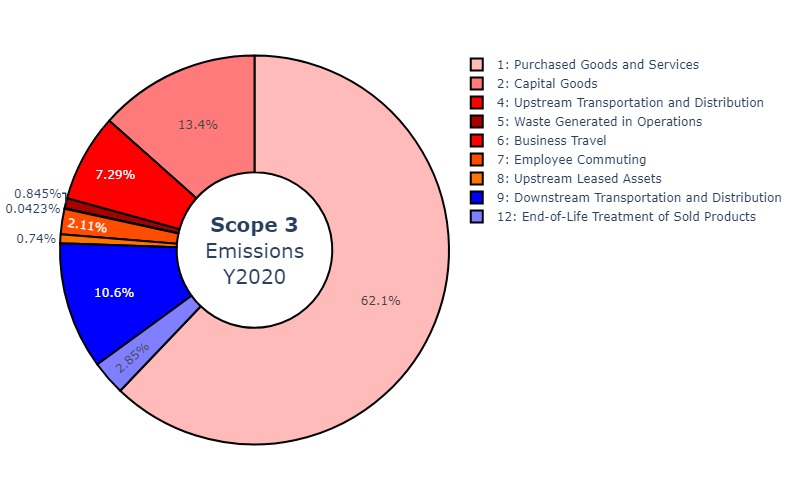 1: Purchased Goods and Services
2: Capital Goods
4: Upstream Transportation and Distribution
5: Waste Generated in Operations
6: Business Travel
7: Employee Commuting
8: Upstream Leased Assets
9: Downstream Transportation and Distribution
12: End-of-Life Treatment of Sold Products
13.4%
7.29%
0.845%
0.0423%
2.11%
0.74%
10.6%
2.85%
62.1%
Scope 3
Emissions
Y2020